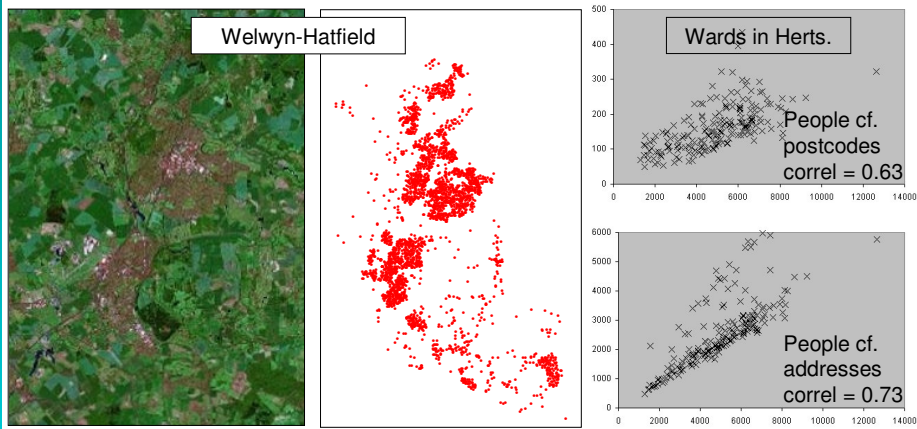 Welwyn-Hatfield
Wards in Herts.
500
400
300
200
100
0
0 2000 4000 6000 8000 10000 12000 14000
People cf.
postcodes
correl = 0.63
6000
5000
4000
3000
2000
1000
0
0 2000 4000 6000 8000 10000 12000 14000
People cf.
addresses
correl = 0.73